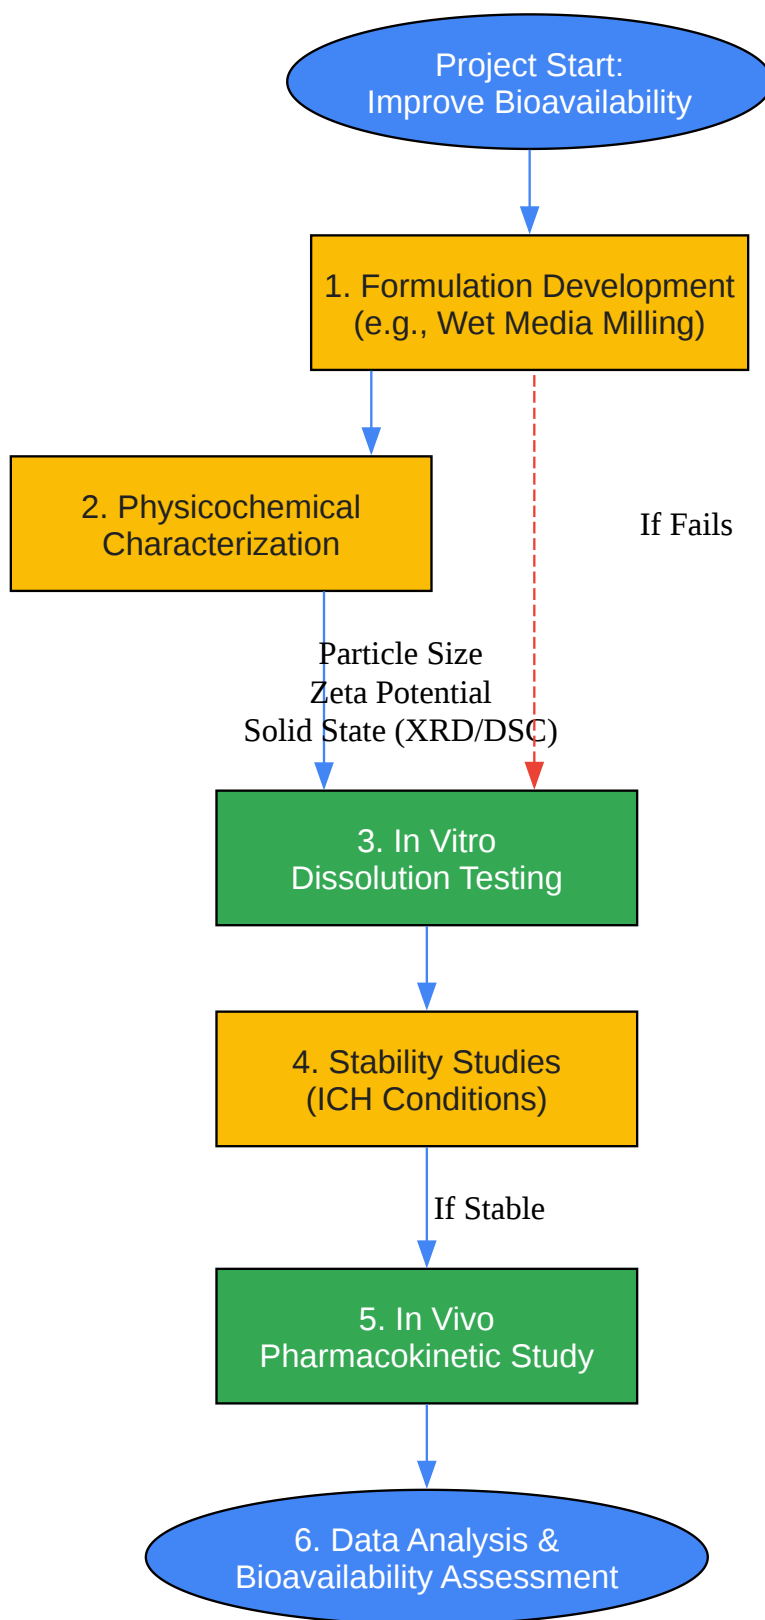 Project Start:
Improve Bioavailability
1. Formulation Development
(e.g., Wet Media Milling)
2. Physicochemical
Characterization
If Fails
Particle Size
Zeta Potential
Solid State (XRD/DSC)
3. In Vitro
Dissolution Testing
4. Stability Studies
(ICH Conditions)
If Stable
5. In Vivo
Pharmacokinetic Study
6. Data Analysis &
Bioavailability Assessment